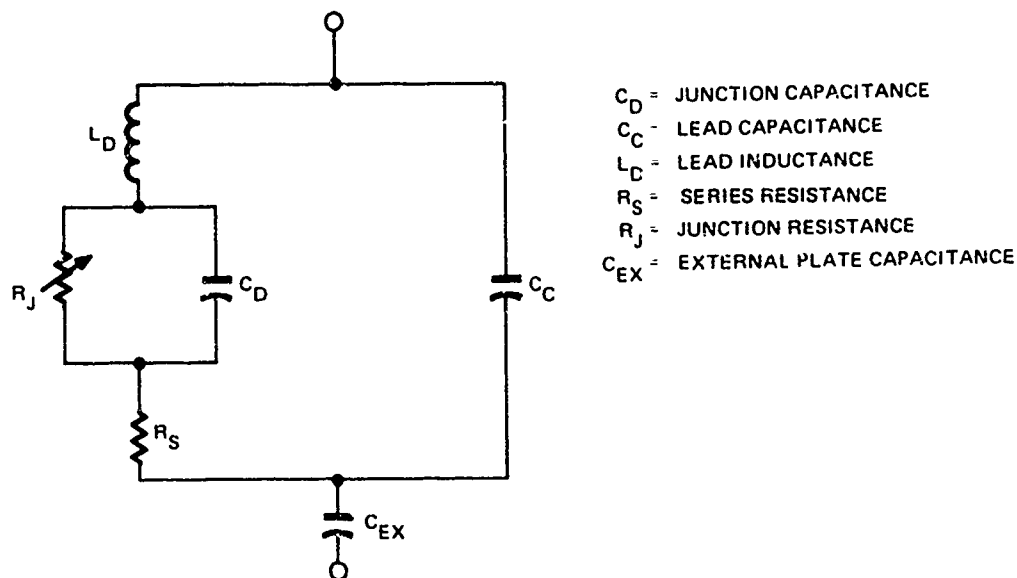 L_D
R_J
C_D
R_S
C_C
C_EX
C_D = JUNCTION CAPACITANCE
C_C - LEAD CAPACITANCE
L_D = LEAD INDUCTANCE
R_S = SERIES RESISTANCE
R_J = JUNCTION RESISTANCE
C_EX = EXTERNAL PLATE CAPACITANCE